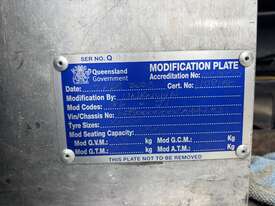 SER NO. Q
Queensland Government
MODIFICATION PLATE
Accreditation No
Date: Cert. No.
Modification By:
Mod Codes:
Vin/Chassis No
Tyre Sizes:
Mod Seating Capacity:
Mod G.V.M.: kg Mod G.C.M.: Kg
Mod G.T.M.: kg Mod A.T.M.: Kg
THIS PLATE NOT TO BE REMOVED